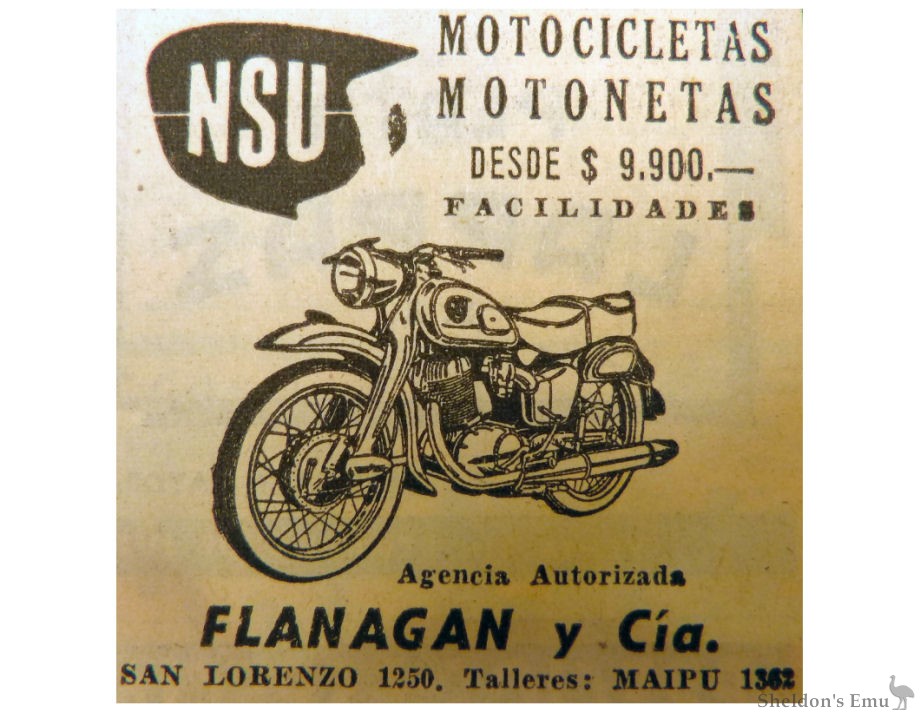 NSU
MOTOCICLETAS
MOTONETAS
DESDE $ 9.900.—
FACILIDADES
Agencia Autorizada
FLANAGAN y Cía.
SAN LORENZO 1250. Talleres: MAIPU 1362
Sheldon's Emu